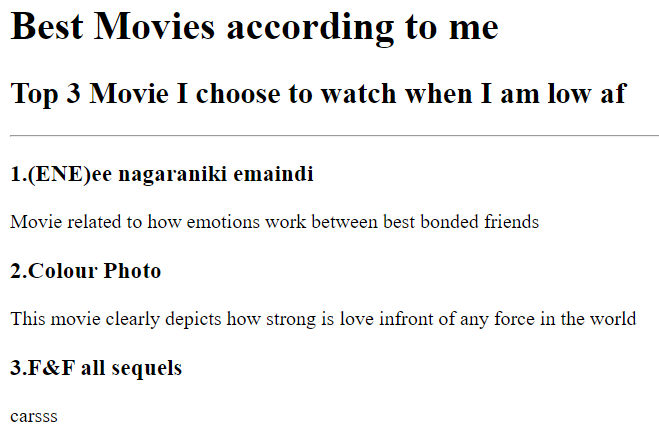 Best Movies according to me
Top 3 Movie I choose to watch when I am low af
1.(ENE)ee nagaraniki emaindi
Movie related to how emotions work between best bonded friends
2.Colour Photo
This movie clearly depicts how strong is love infront of any force in the world
3.F&F all sequels
carsss